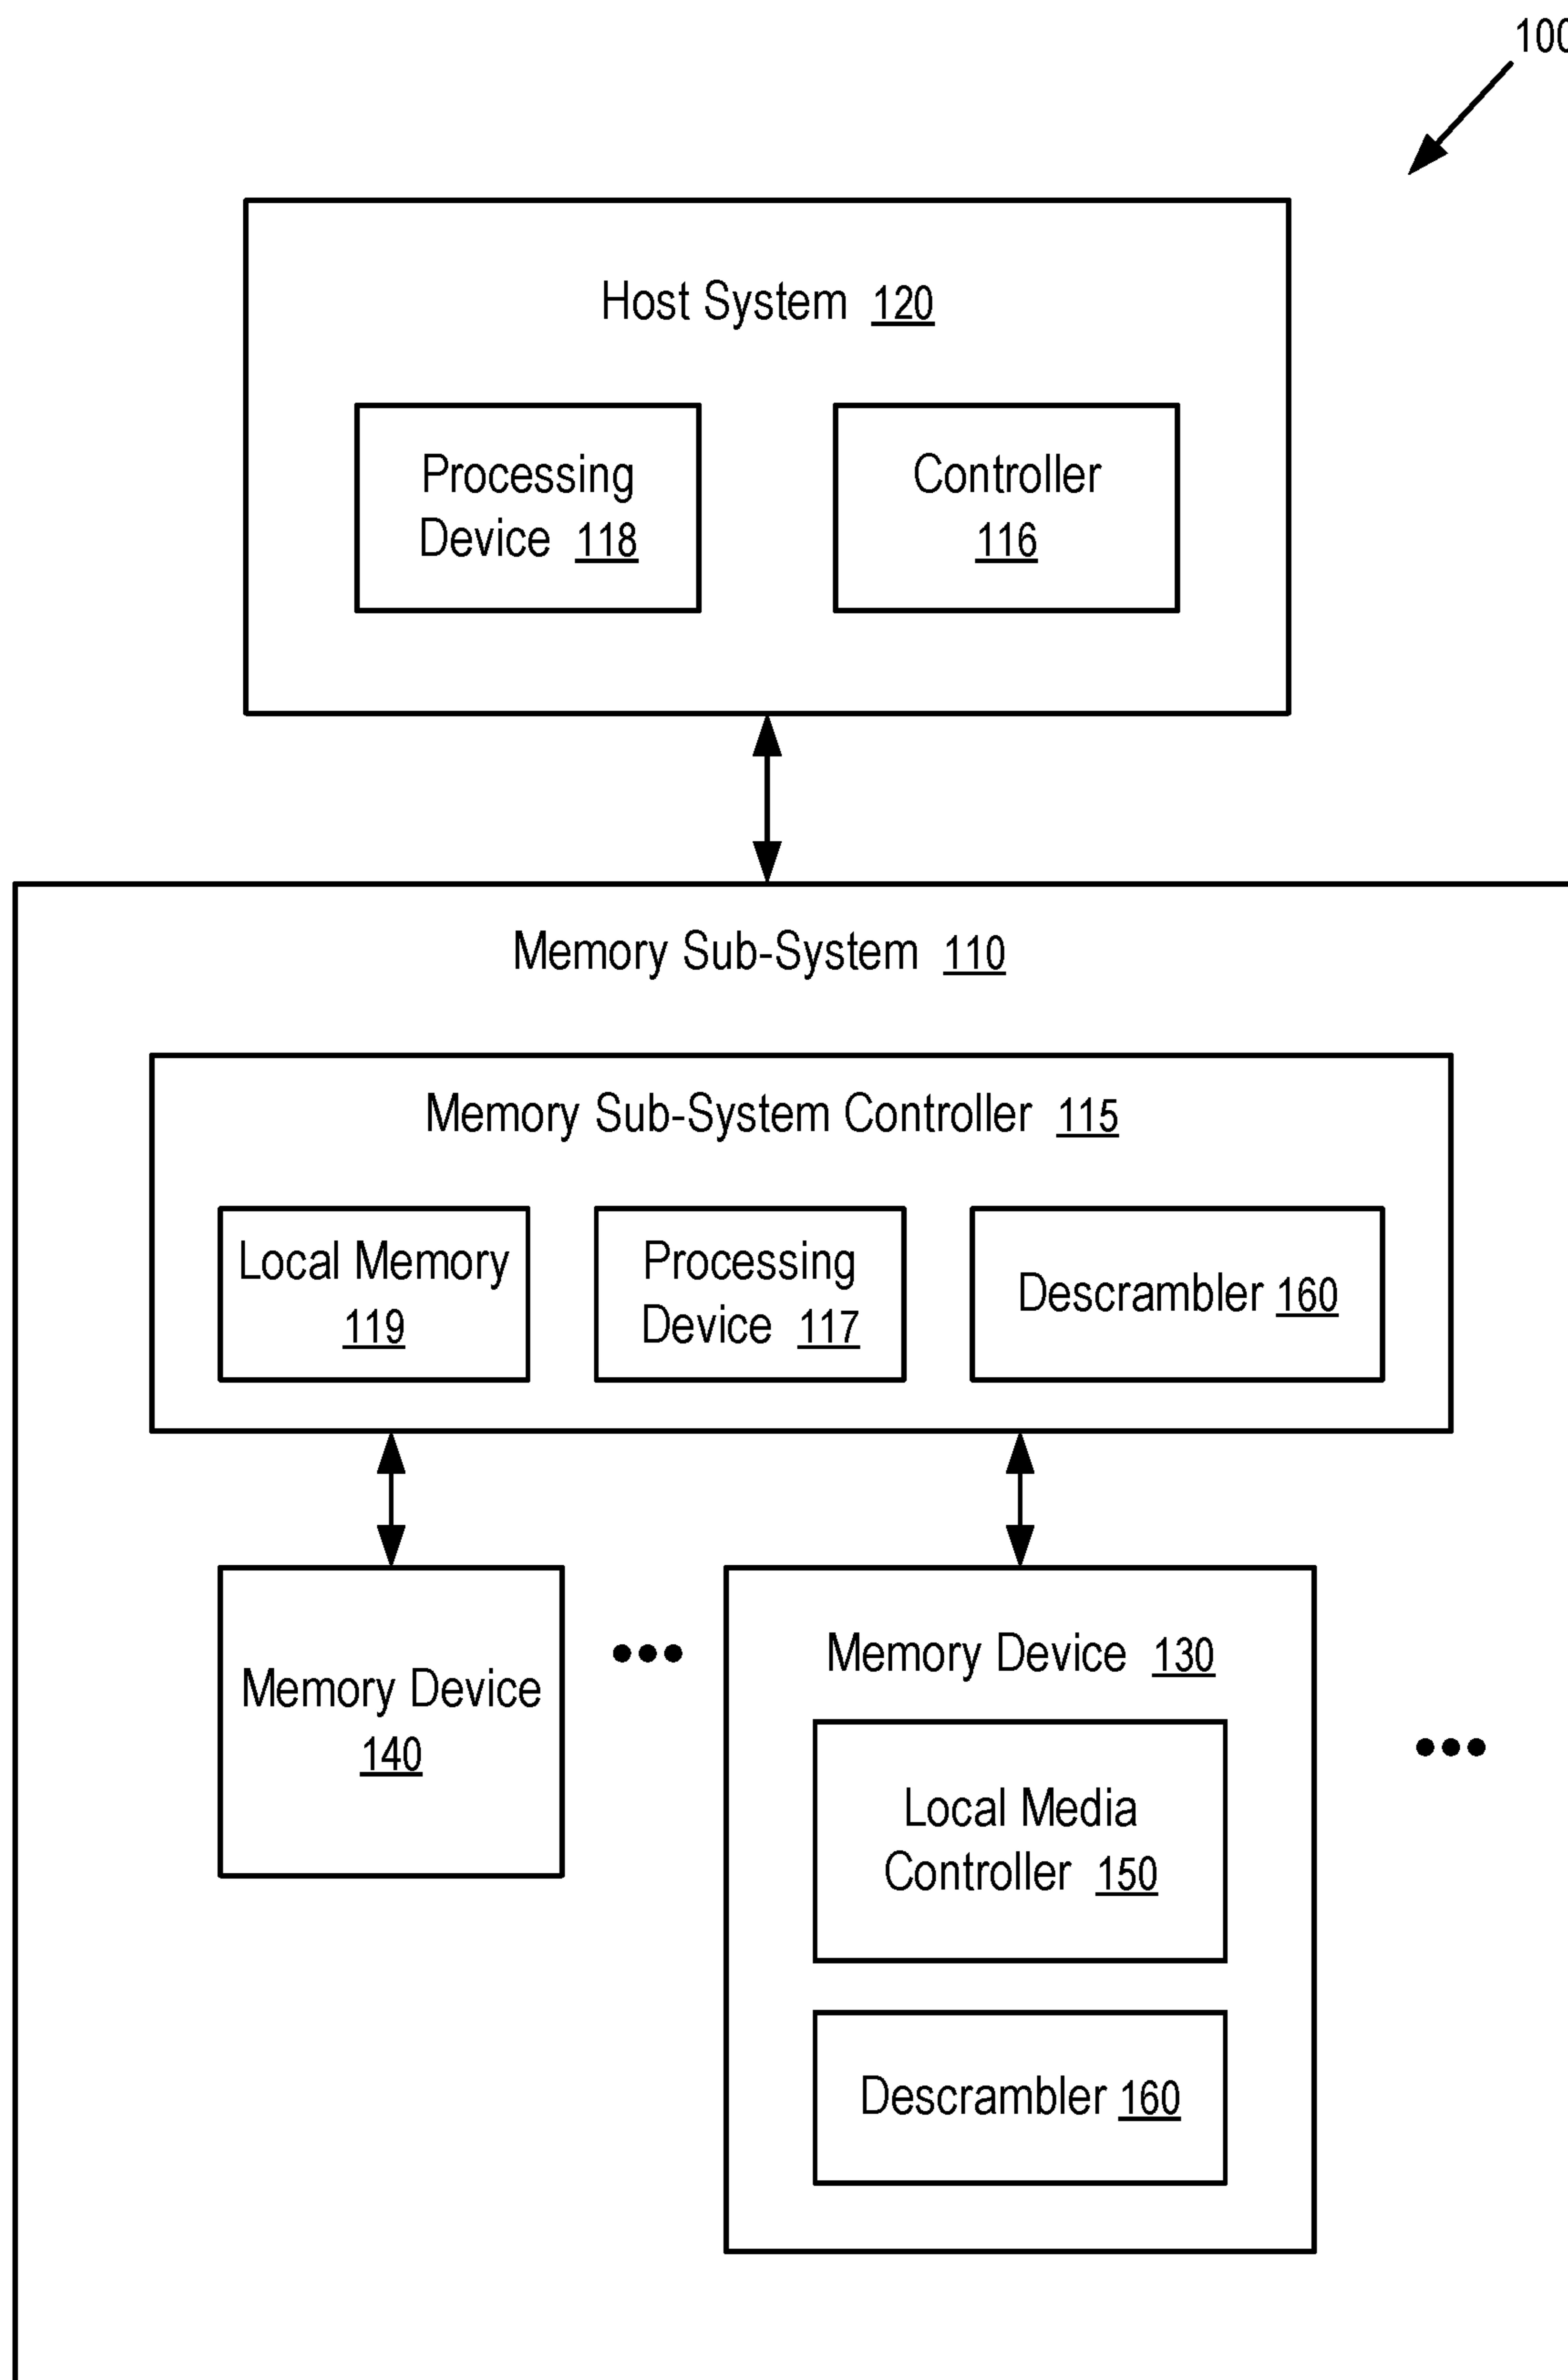 100
Host System 120
Processing
Device 118
Controller
116
Memory Sub-System 110
Memory Sub-System Controller 115
Local Memory
119
Processing
Device 117
Descrambler 160
Memory Device
140
Memory Device 130
Local Media
Controller 150
Descrambler 160